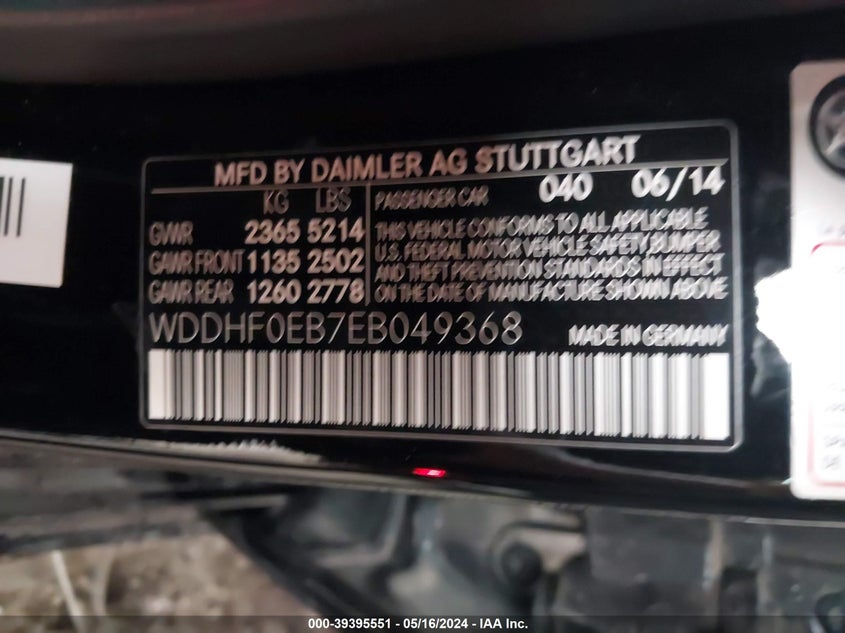 MFD BY DAIMLER AG STUTTGART
KG LBS
GVWR 2365 5214
GAWR FRONT 1135 2502
GAWR REAR 1260 2778
PASSENGER CAR 040 06/14
THIS VEHICLE CONFORMS TO ALL APPLICABLE
U.S. FEDERAL MOTOR VEHICLE SAFETY, BUMPER
AND THEFT PREVENTION STANDARDS IN EFFECT
ON THE DATE OF MANUFACTURE SHOWN ABOVE
WDDHF0EB7EB049368 MADE IN GERMANY
000-39395551 / 05/16/2024 - IAA Inc.